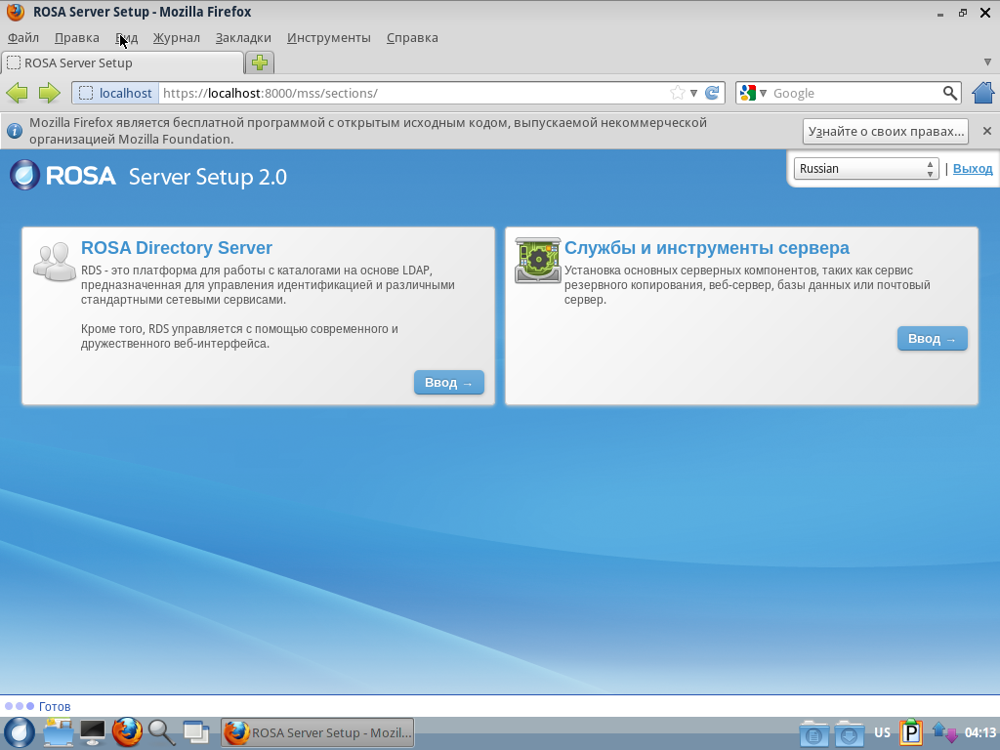 ROSA Server Setup - Mozilla Firefox
Файл Правка Вид Журнал Закладки Инструменты Справка
ROSA Server Setup
localhost https://localhost:8000/mss/sections/ Google
Mozilla Firefox является бесплатной программой с открытым исходным кодом, выпускаемой некоммерческой
организацией Mozilla Foundation.
Узнайте о своих правах...
ROSA Server Setup 2.0
Russian | Выход
ROSA Directory Server
RDS - это платформа для работы с каталогами на основе LDAP,
предназначенная для управления идентификацией и различными
стандартными сетевыми сервисами.
Кроме того, RDS управляется с помощью современного и
дружественного веб-интерфейса.
Ввод →
Службы и инструменты сервера
Установка основных серверных компонентов, таких как сервис
резервного копирования, веб-сервер, базы данных или почтовый
сервер.
Ввод →
Готов
ROSA Server Setup - Mozil...
US P 04:13